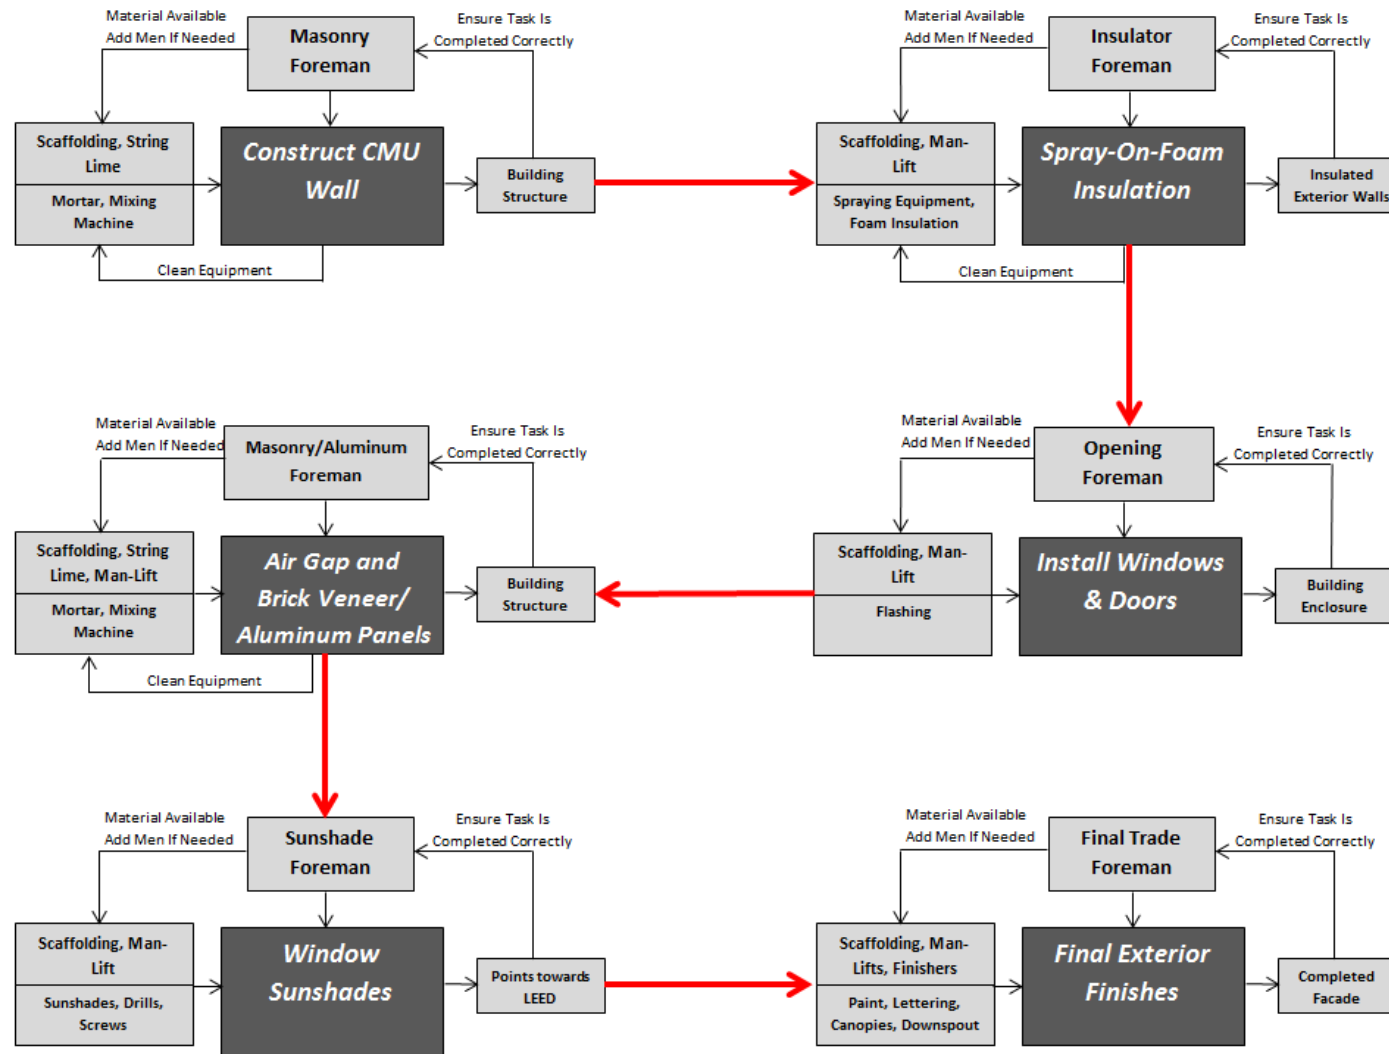 Material Available
Add Men If Needed
Masonry
Foreman
Ensure Task Is
Completed Correctly
Scaffolding, String
Lime
Mortar, Mixing
Machine
Construct CMU
Wall
Building
Structure
Clean Equipment
Material Available
Add Men If Needed
Insulator
Foreman
Ensure Task Is
Completed Correctly
Scaffolding, Man-
Lift
Spraying Equipment,
Foam Insulation
Spray-On-Foam
Insulation
Insulated
Exterior Walls
Clean Equipment
Material Available
Add Men If Needed
Masonry/Aluminum
Foreman
Ensure Task Is
Completed Correctly
Scaffolding, String
Lime, Man-Lift
Mortar, Mixing
Machine
Air Gap and
Brick Veneer/
Aluminum Panels
Building
Structure
Clean Equipment
Material Available
Add Men If Needed
Opening
Foreman
Ensure Task Is
Completed Correctly
Scaffolding, Man-
Lift
Flashing
Install Windows
& Doors
Building
Enclosure
Material Available
Add Men If Needed
Sunshade
Foreman
Ensure Task Is
Completed Correctly
Scaffolding, Man-
Lift
Sunshades, Drills,
Screws
Window
Sunshades
Points towards
LEED
Material Available
Add Men If Needed
Final Trade
Foreman
Ensure Task Is
Completed Correctly
Scaffolding, Man-
Lifts, Finishers
Paint, Lettering,
Canopies, Downspout
Final Exterior
Finishes
Completed
Facade